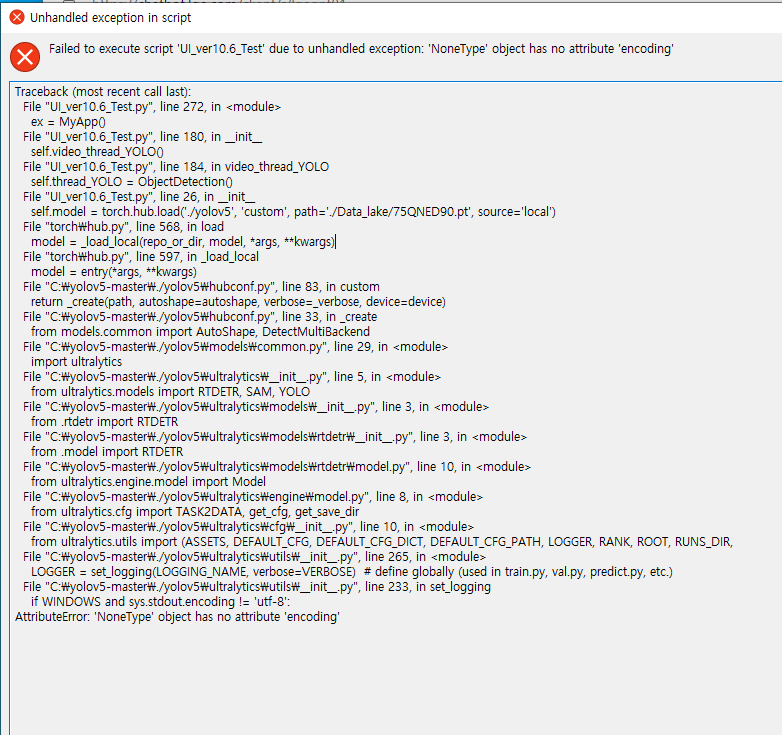 Unhandled exception in script
Failed to execute script 'UI_ver10.6_Test' due to unhandled exception: 'NoneType' object has no attribute 'encoding'
Traceback (most recent call last):
File "UI_ver10.6_Test.py", line 272, in <module>
ex = MyApp()
File "UI_ver10.6_Test.py", line 180, in __init__
self.video_thread_YOLO()
File "UI_ver10.6_Test.py", line 184, in video_thread_YOLO
self.thread_YOLO = ObjectDetection()
File "UI_ver10.6_Test.py", line 26, in __init__
self.model = torch.hub.load('./yolov5', 'custom', path='./Data_lake/75QNED90.pt', source='local')
File "torch₩hub.py", line 568, in load
model = _load_local(repo_or_dir, model, *args, **kwargs)
File "torch₩hub.py", line 597, in _load_local
model = entry(*args, **kwargs)
File "C:₩yolov5-master₩./yolov5₩hubconf.py", line 83, in custom
return _create(path, autoshape=autoshape, verbose=_verbose, device=device)
File "C:₩yolov5-master₩./yolov5₩hubconf.py", line 33, in _create
from models.common import AutoShape, DetectMultiBackend
File "C:₩yolov5-master₩./yolov5₩models₩common.py", line 29, in <module>
import ultralytics
File "C:₩yolov5-master₩./yolov5₩ultralytics₩__init__.py", line 5, in <module>
from ultralytics.models import RTDETR, SAM, YOLO
File "C:₩yolov5-master₩./yolov5₩ultralytics₩models₩__init__.py", line 3, in <module>
from .rtdetr import RTDETR
File "C:₩yolov5-master₩./yolov5₩ultralytics₩models₩rtdetr₩__init__.py", line 3, in <module>
from .model import RTDETR
File "C:₩yolov5-master₩./yolov5₩ultralytics₩models₩rtdetr₩model.py", line 10, in <module>
from ultralytics.engine.model import Model
File "C:₩yolov5-master₩./yolov5₩ultralytics₩engine₩model.py", line 8, in <module>
from ultralytics.cfg import TASK2DATA, get_cfg, get_save_dir
File "C:₩yolov5-master₩./yolov5₩ultralytics₩cfg₩__init__.py", line 10, in <module>
from ultralytics.utils import (ASSETS, DEFAULT_CFG, DEFAULT_CFG_DICT, DEFAULT_CFG_PATH, LOGGER, RANK, ROOT, RUNS_DIR,
File "C:₩yolov5-master₩./yolov5₩ultralytics₩utils₩__init__.py", line 265, in <module>
LOGGER = set_logging(LOGGING_NAME, verbose=VERBOSE)  # define globally (used in train.py, val.py, predict.py, etc.)
File "C:₩yolov5-master₩./yolov5₩ultralytics₩utils₩__init__.py", line 233, in set_logging
if WINDOWS and sys.stdout.encoding != 'utf-8':
AttributeError: 'NoneType' object has no attribute 'encoding'